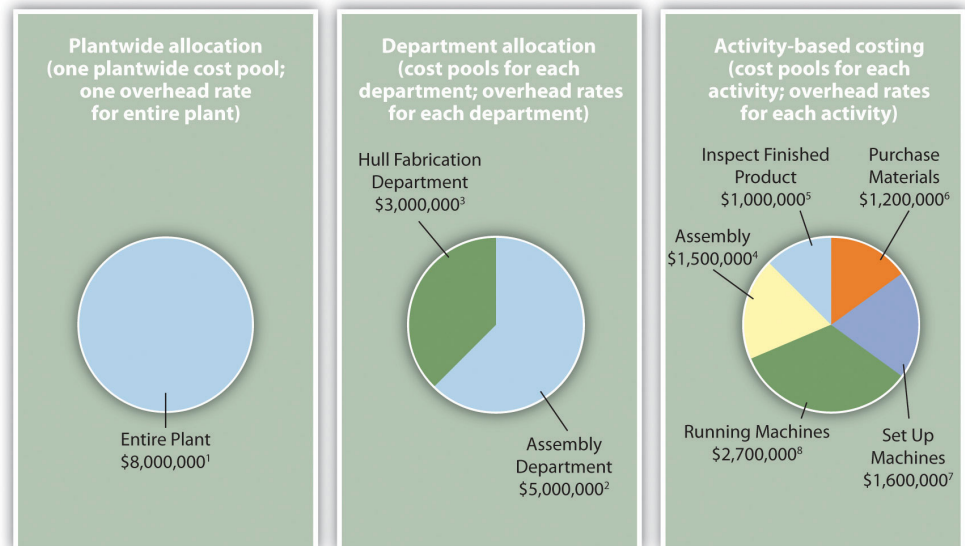 Plantwide allocation
(one plantwide cost pool;
one overhead rate
for entire plant)
Entire Plant
$8,000,000¹
Department allocation
(cost pools for each
department; overhead rates
for each department)
Hull Fabrication
Department
$3,000,000³
Assembly
Department
$5,000,000²
Activity-based costing
(cost pools for each
activity; overhead rates
for each activity)
Inspect Finished
Product
$1,000,000⁵
Purchase
Materials
$1,200,000⁶
Assembly
$1,500,000⁴
Running Machines
$2,700,000⁸
Set Up
Machines
$1,600,000⁷